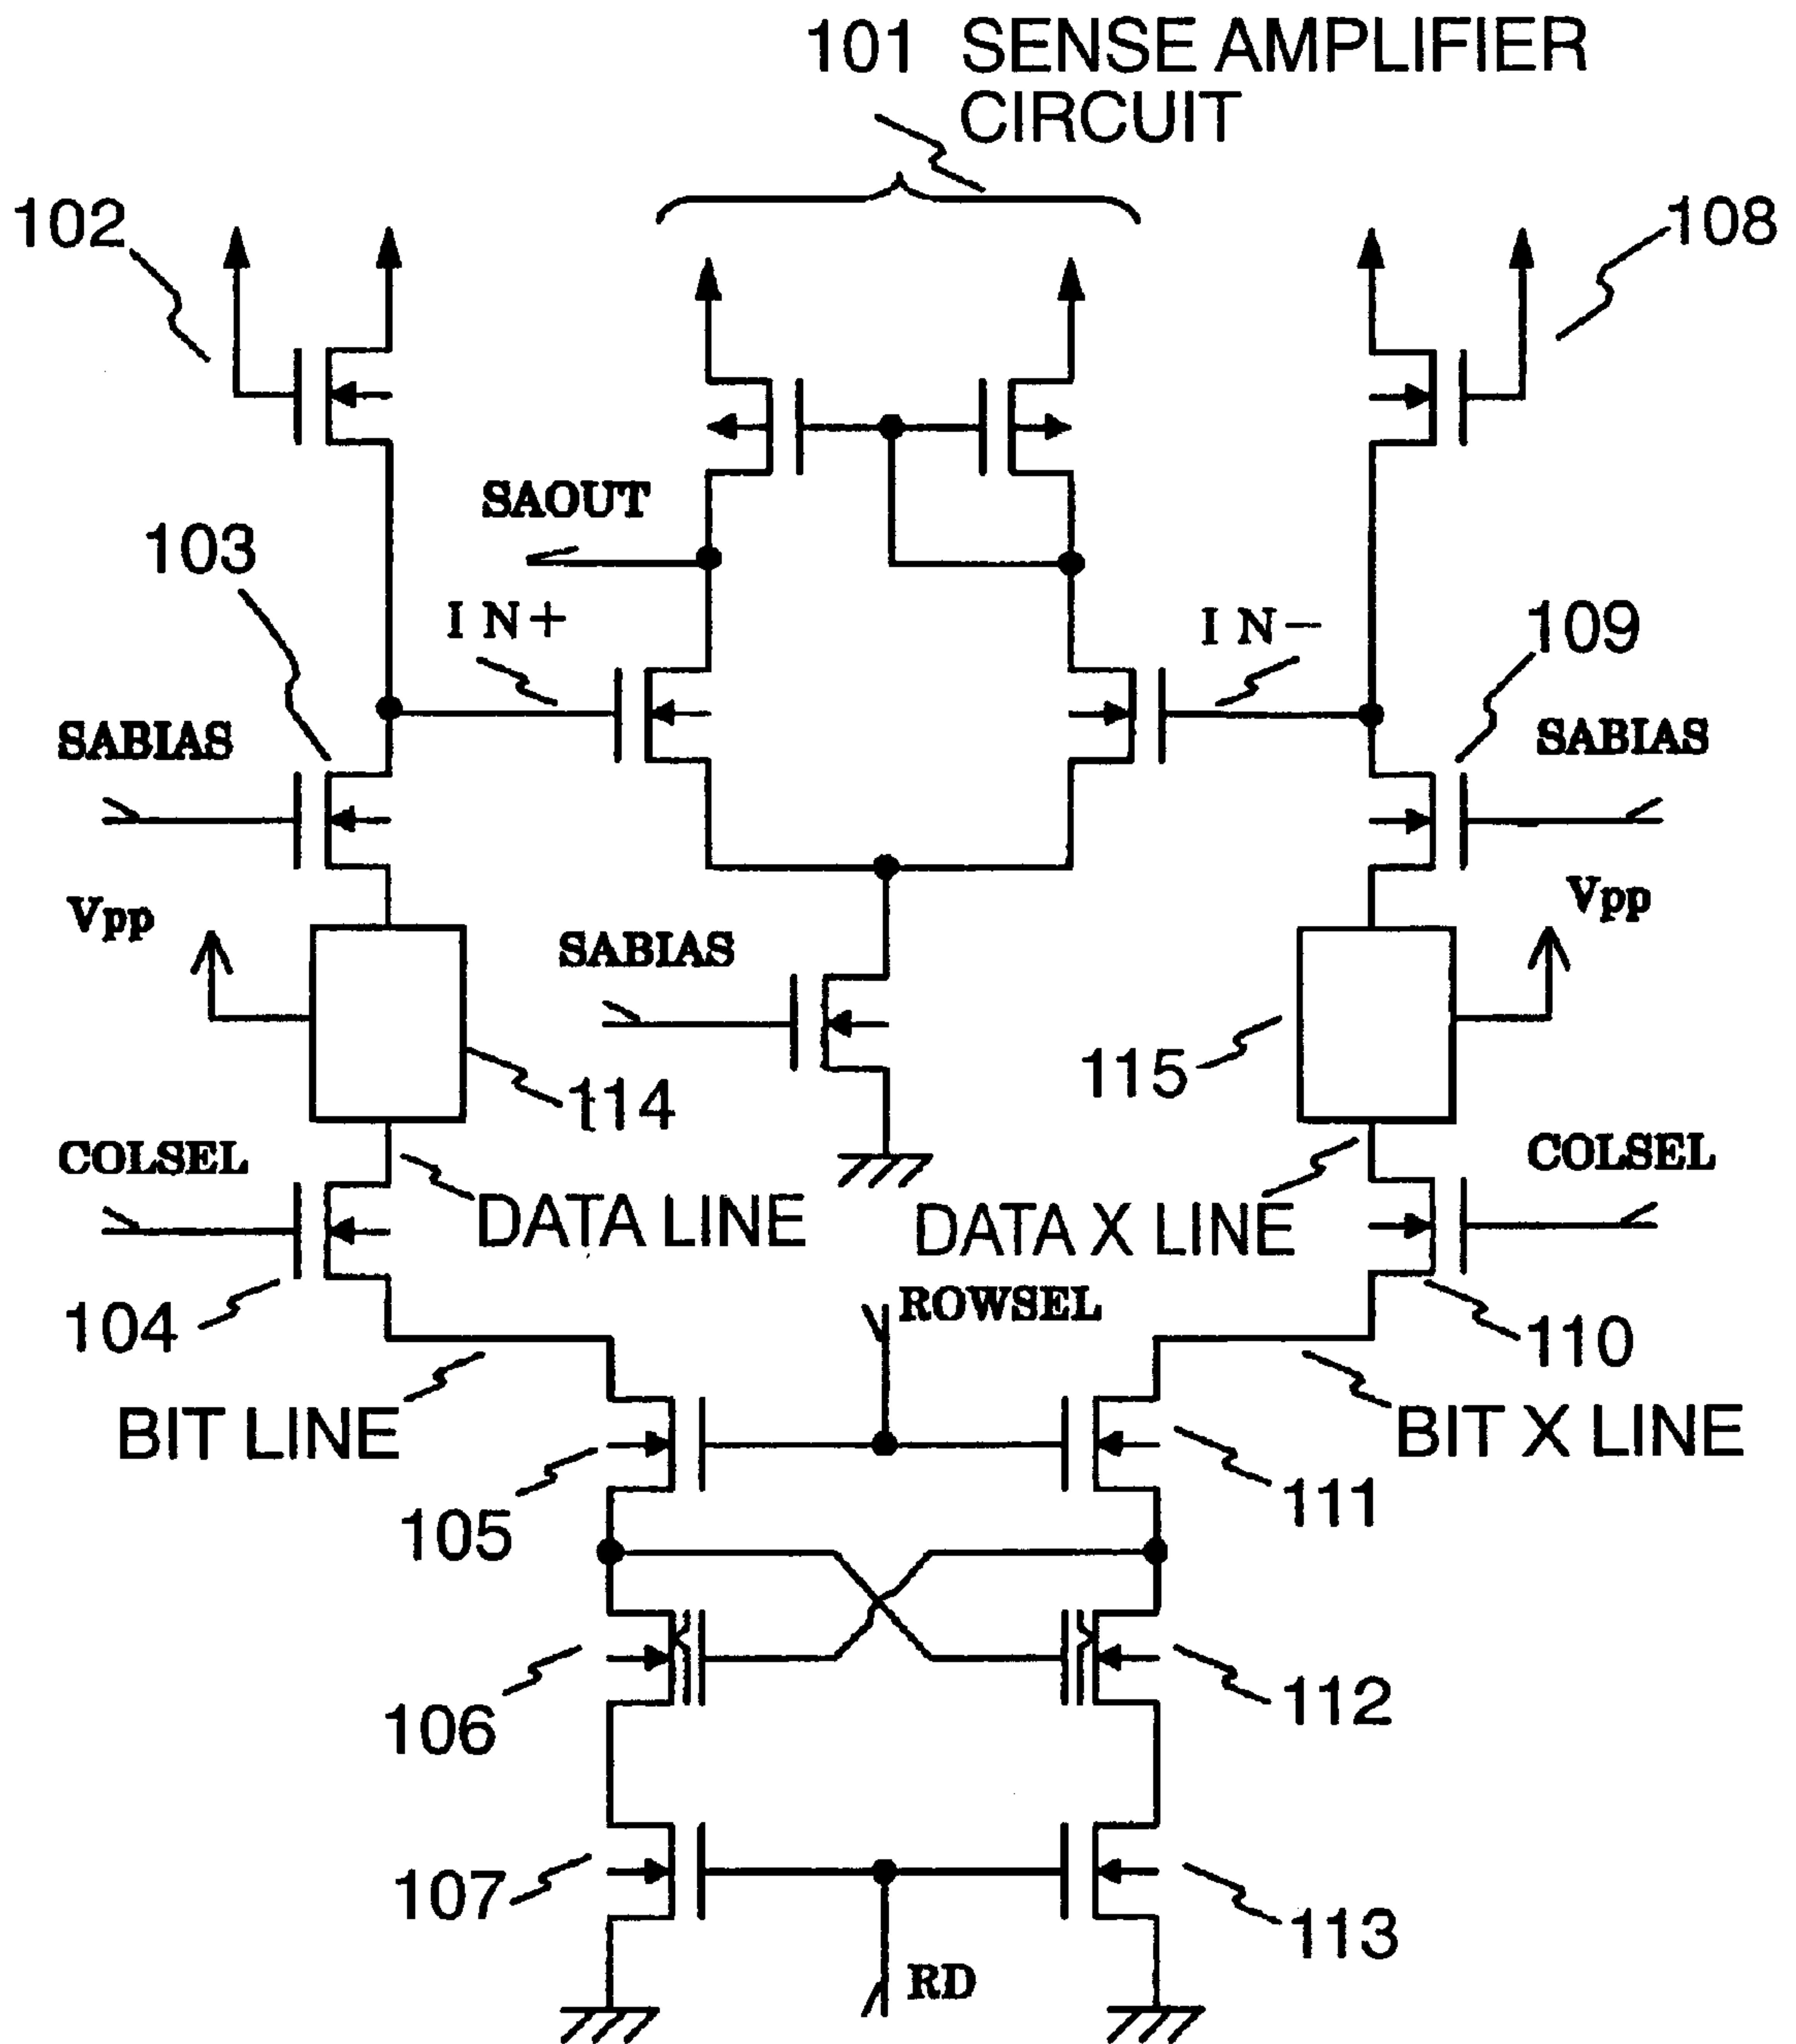 101 SENSE AMPLIFIER
CIRCUIT
102
108
SAOUT
103
IN+
IN−
109
SABIAS
SABIAS
Vpp
Vpp
SABIAS
115
114
COLSEL
COLSEL
DATA LINE
DATA X LINE
ROWSEL
104
110
BIT LINE
BIT X LINE
105
111
106
112
107
113
RD